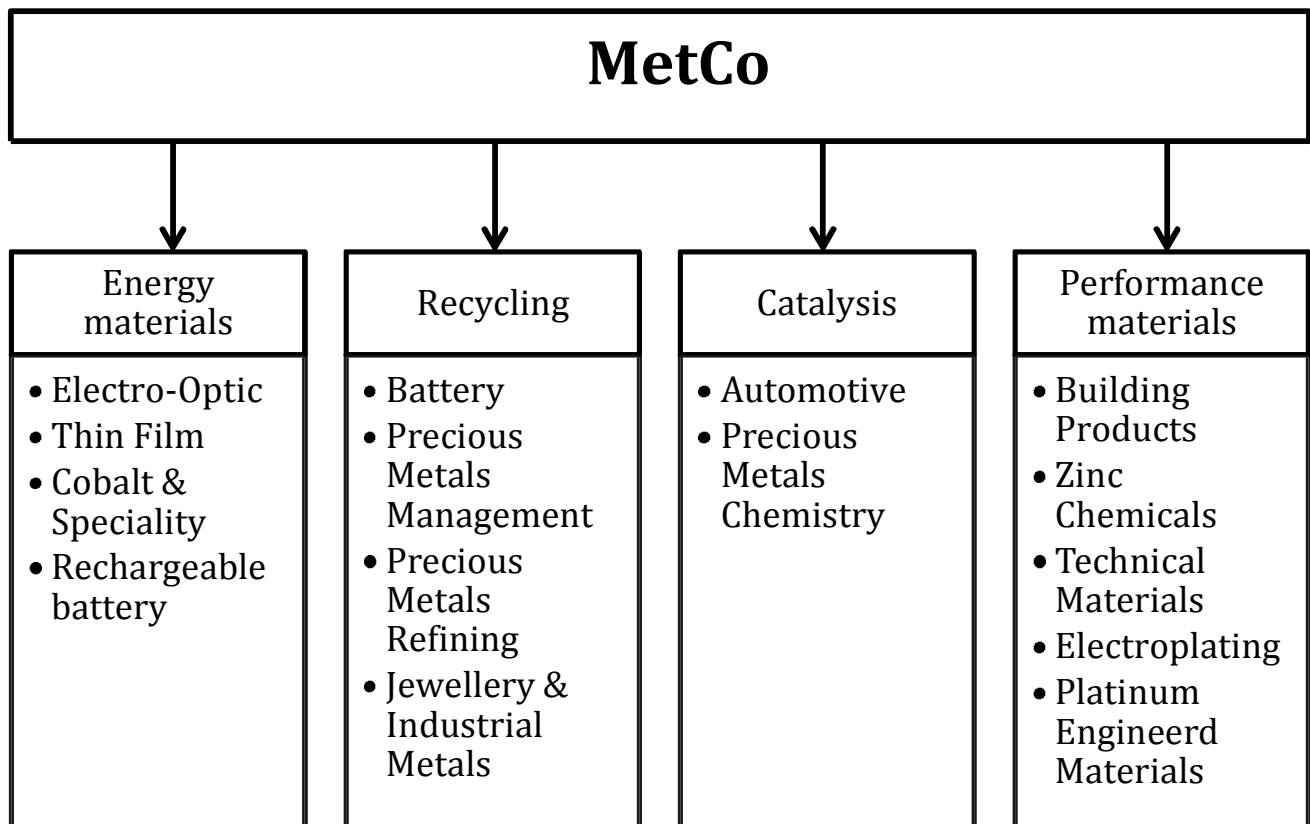 MetCo
Energy
materials
• Electro-Optic
• Thin Film
• Cobalt &
Speciality
• Rechargeable
battery
Recycling
• Battery
• Precious
Metals
Management
• Precious
Metals
Refining
• Jewellery &
Industrial
Metals
Catalysis
• Automotive
• Precious
Metals
Chemistry
Performance
materials
• Building
Products
• Zinc
Chemicals
• Technical
Materials
• Electroplating
• Platinum
Engineerd
Materials